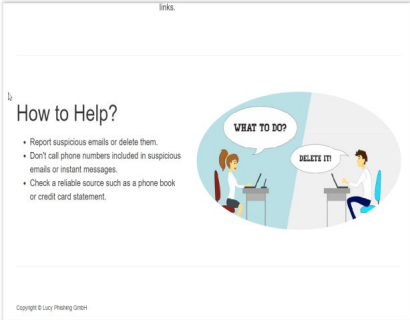 links.
How to Help?
• Report suspicious emails or delete them.
• Don't call phone numbers included in suspicious
emails or instant messages.
• Check a reliable source such as a phone book
or credit card statement.
WHAT TO DO?
DELETE IT!
Copyright © Lucy Phishing GmbH